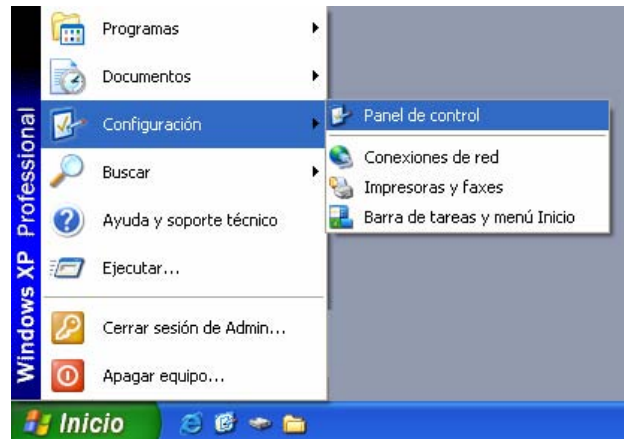 Programas
Documentos
Configuración
Buscar
Ayuda y soporte técnico
Ejecutar...
Cerrar sesión de Admin...
Apagar equipo...
Panel de control
Conexiones de red
Impresoras y faxes
Barra de tareas y menú Inicio
Windows XP Professional
Inicio